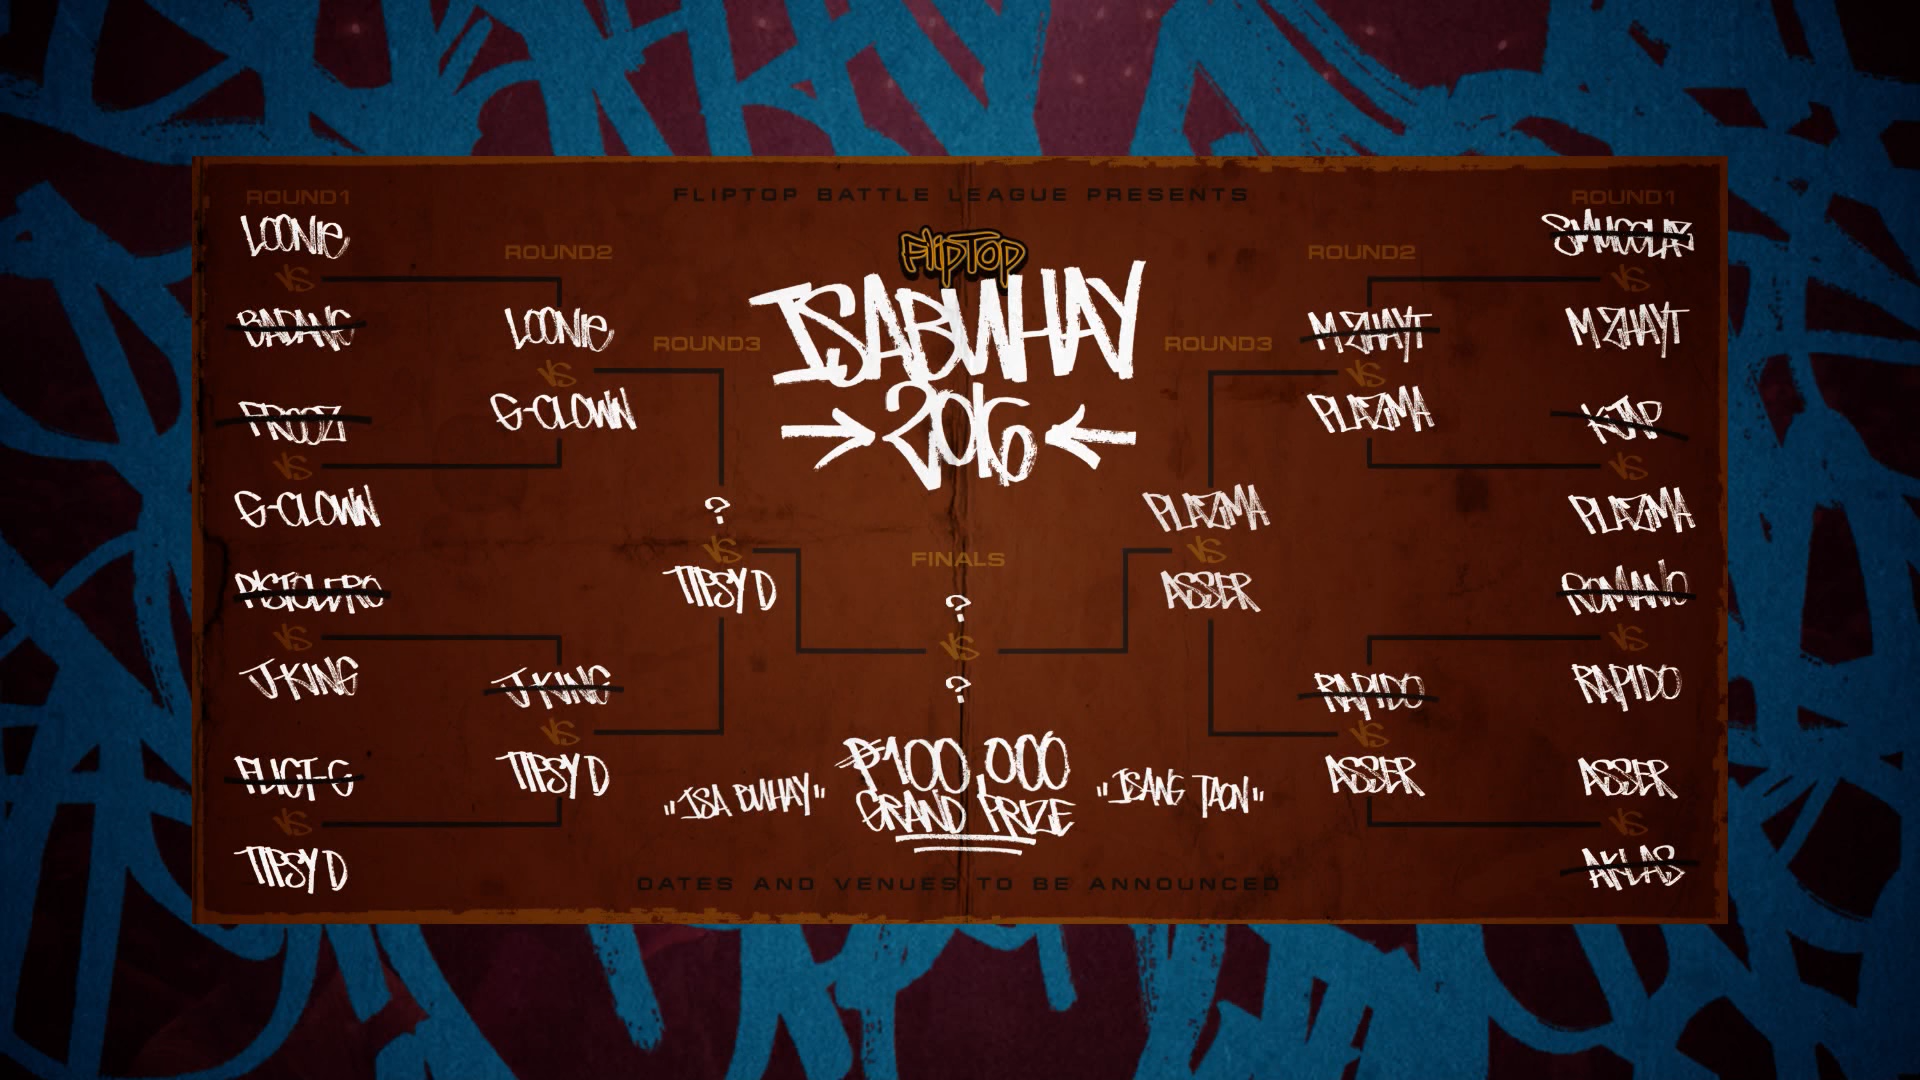 FLIPTOP BATTLE LEAGUE PRESENTS
FlipTop
ISABUHAY
2016
ROUND1
LOONIE
VS
BADANG
FROOZ
VS
G-CLOWN
PISTOLERO
VS
J-KING
FLICT-G
VS
TIPSY D
ROUND2
LOONIE
VS
G-CLOWN
J-KING
VS
TIPSY D
ROUND3
?
VS
TIPSY D
FINALS
?
VS
?
ROUND3
PLAZMA
VS
ASSER
ROUND2
M ZHAYT
VS
PLAZMA
RAPIDO
VS
ASSER
ROUND1
SHAMOOLAE
VS
M ZHAYT
KJAP
VS
PLAZMA
ROMANO
VS
RAPIDO
ASSER
VS
AKLAS
"ISA BUHAY"
₱100,000
GRAND PRIZE
"ISANG TAON"
DATES AND VENUES TO BE ANNOUNCED